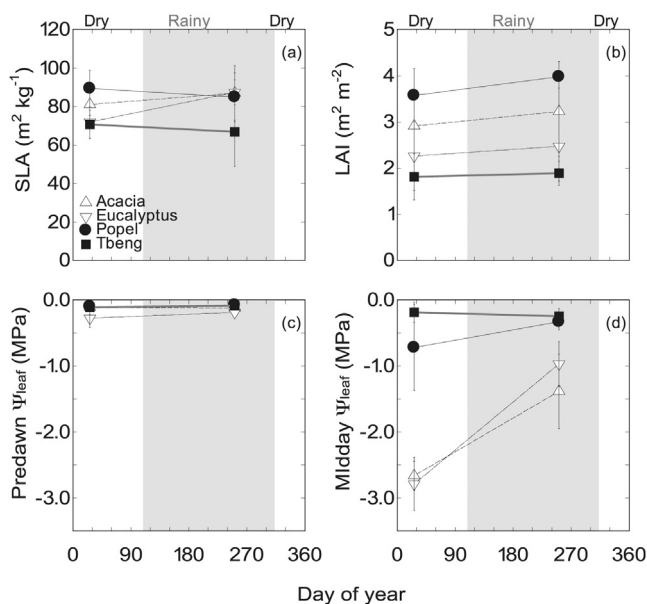 Dry Rainy Dry Dry Rainy Dry
120
100
80
60
40
20
0
SLA (m² kg⁻¹)
(a)
Acacia
Eucalyptus
Popel
Tbeng
5
4
3
2
1
0
LAI (m² m⁻²)
(b)
0.0
-1.0
-2.0
-3.0
Predawn Ψleaf (MPa)
(c)
0 90 180 270 360
0.0
-1.0
-2.0
-3.0
MIdday Ψleaf (MPa)
(d)
0 90 180 270 360
Day of year